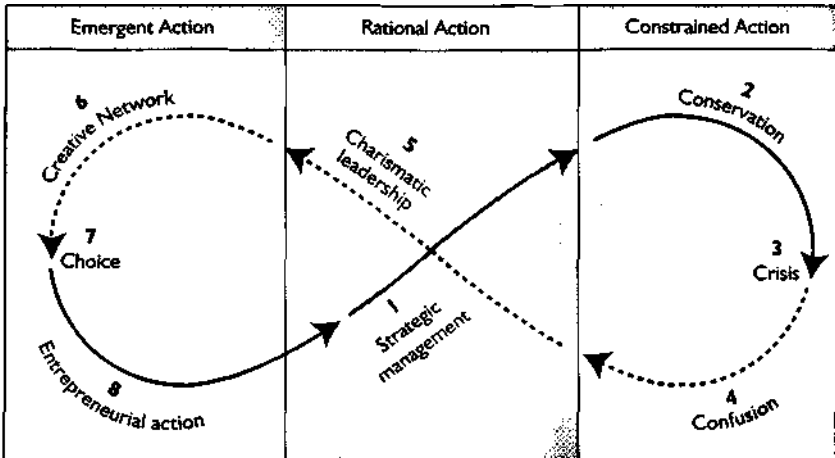 Emergent Action
Rational Action
Constrained Action
6
Creative Network
5
Charismatic
leadership
2
Conservation
7
Choice
3
Crisis
1
Strategic
management
8
Entrepreneurial action
4
Confusion